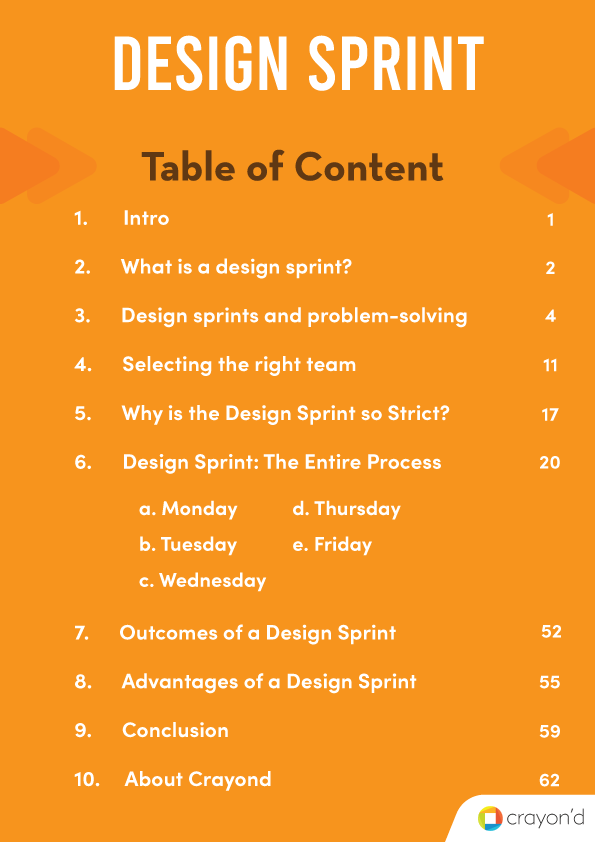 DESIGN SPRINT
Table of Content
1. Intro 1
2. What is a design sprint? 2
3. Design sprints and problem-solving 4
4. Selecting the right team 11
5. Why is the Design Sprint so Strict? 17
6. Design Sprint: The Entire Process 20
a. Monday d. Thursday
b. Tuesday e. Friday
c. Wednesday
7. Outcomes of a Design Sprint 52
8. Advantages of a Design Sprint 55
9. Conclusion 59
10. About Crayond 62
crayon'd